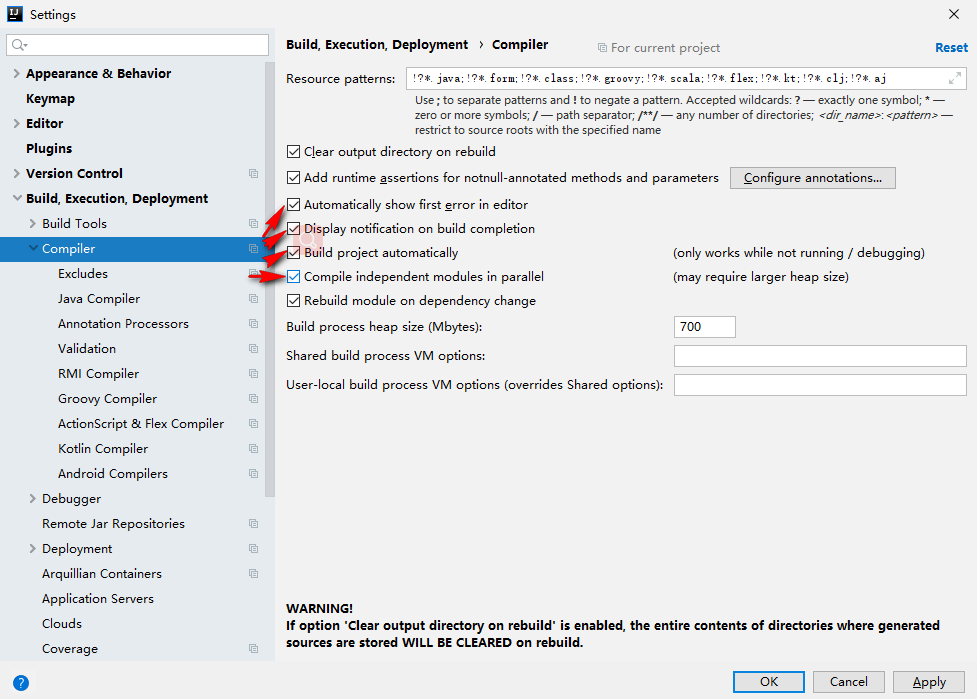 Settings
Build, Execution, Deployment › Compiler
For current project
Reset
Appearance & Behavior
Keymap
Editor
Plugins
Version Control
Build, Execution, Deployment
Build Tools
Compiler
Excludes
Java Compiler
Annotation Processors
Validation
RMI Compiler
Groovy Compiler
ActionScript & Flex Compiler
Kotlin Compiler
Android Compilers
Debugger
Remote Jar Repositories
Deployment
Arquillian Containers
Application Servers
Clouds
Coverage
Resource patterns: !?*.java;!?*.form;!?*.class;!?*.groovy;!?*.scala;!?*.flex;!?*.kt;!?*.clj;!?*.aj
Use ; to separate patterns and ! to negate a pattern. Accepted wildcards: ? — exactly one symbol; * —
zero or more symbols; / — path separator; /**/ — any number of directories; <dir_name>:<pattern> —
restrict to source roots with the specified name
Clear output directory on rebuild
Add runtime assertions for notnull-annotated methods and parameters Configure annotations...
Automatically show first error in editor
Display notification on build completion
Build project automatically (only works while not running / debugging)
Compile independent modules in parallel (may require larger heap size)
Rebuild module on dependency change
Build process heap size (Mbytes): 700
Shared build process VM options:
User-local build process VM options (overrides Shared options):
WARNING!
If option 'Clear output directory on rebuild' is enabled, the entire contents of directories where generated
sources are stored WILL BE CLEARED on rebuild.
? OK Cancel Apply